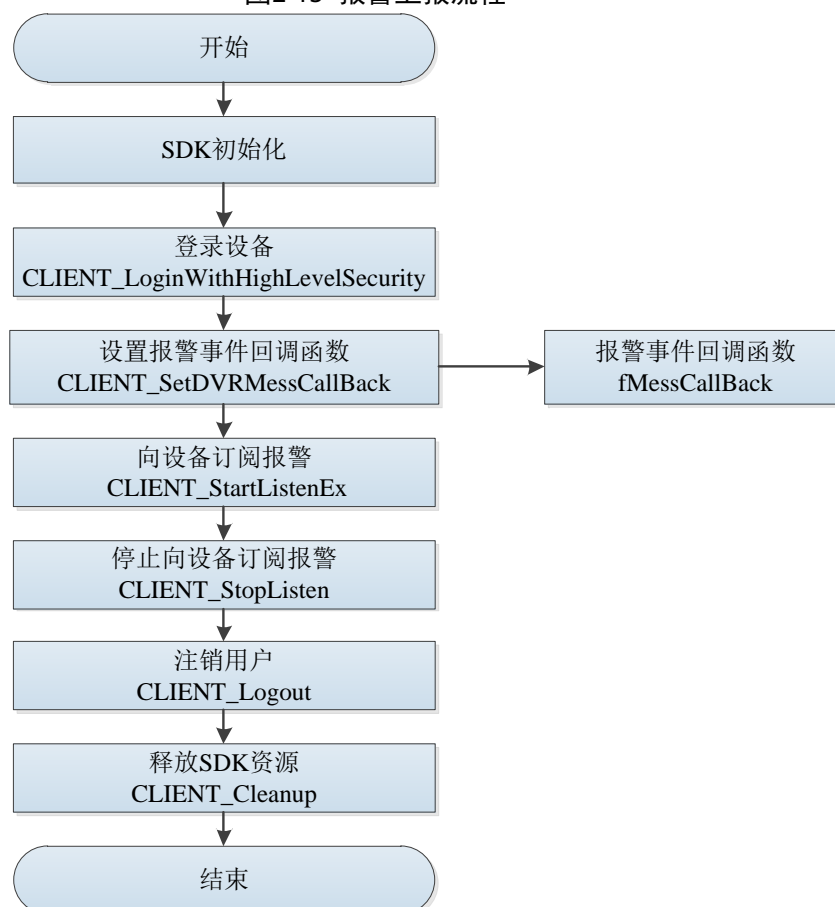 开始
SDK初始化
登录设备
CLIENT_LoginWithHighLevelSecurity
设置报警事件回调函数
CLIENT_SetDVRMessCallBack
报警事件回调函数
fMessCallBack
向设备订阅报警
CLIENT_StartListenEx
停止向设备订阅报警
CLIENT_StopListen
注销用户
CLIENT_Logout
释放SDK资源
CLIENT_Cleanup
结束